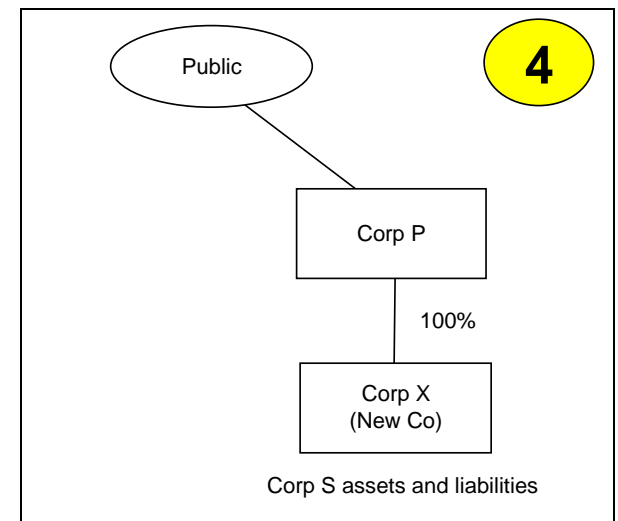 Public
4
Corp P
100%
Corp X
(New Co)
Corp S assets and liabilities